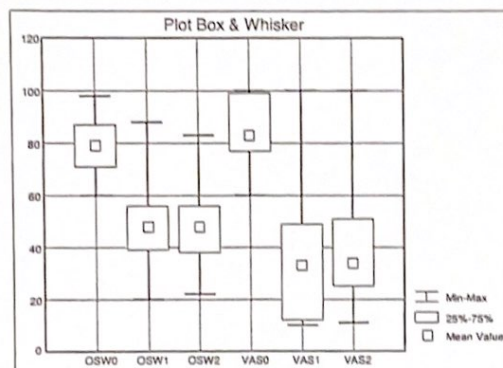 Plot Box & Whisker
120
100
80
60
40
20
0
OSW0 OSW1 OSW2 VAS0 VAS1 VAS2
Min-Max
25%-75%
Mean Value